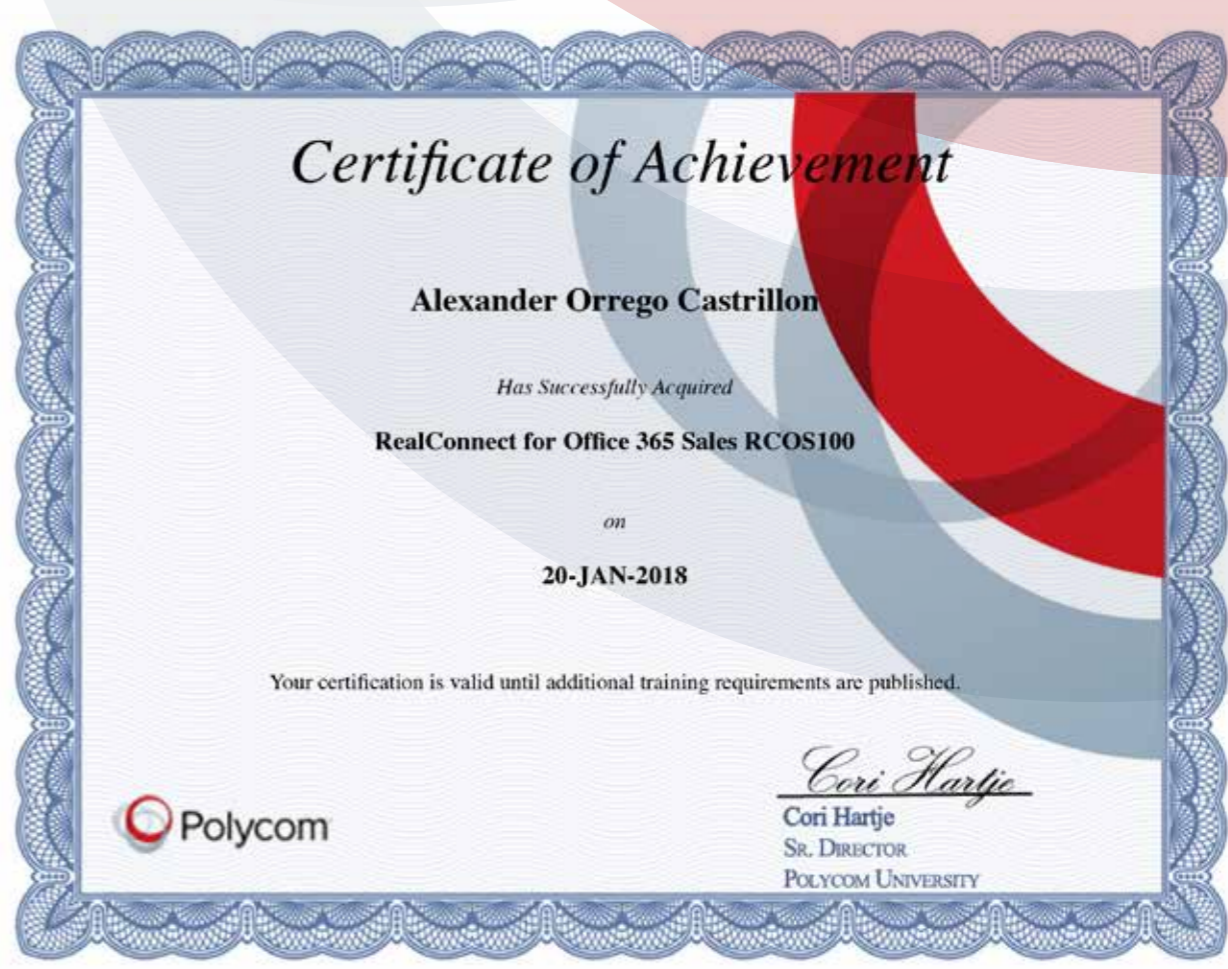 Certificate of Achievement
Alexander Orrego Castrillon
Has Successfully Acquired
RealConnect for Office 365 Sales RCOS100
on
20-JAN-2018
Your certification is valid until additional training requirements are published.
Cori Hartje
Polycom
Cori Hartje
SR. DIRECTOR
POLYCOM UNIVERSITY